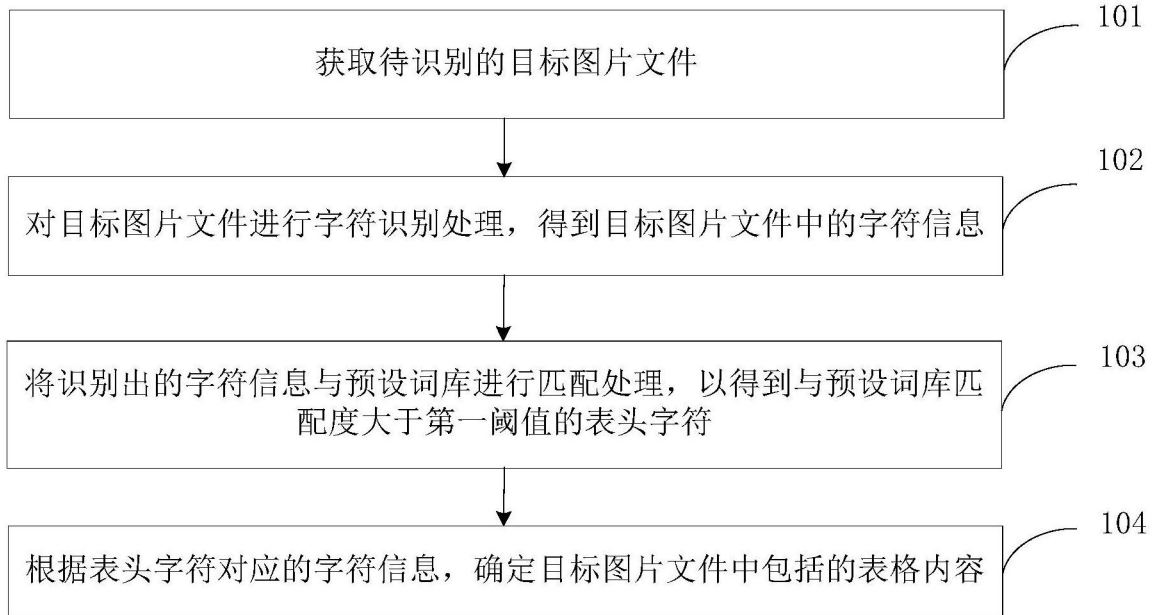 101
获取待识别的目标图片文件
102
对目标图片文件进行字符识别处理，得到目标图片文件中的字符信息
103
将识别出的字符信息与预设词库进行匹配处理，以得到与预设词库匹
配度大于第一阈值的表头字符
104
根据表头字符对应的字符信息，确定目标图片文件中包括的表格内容